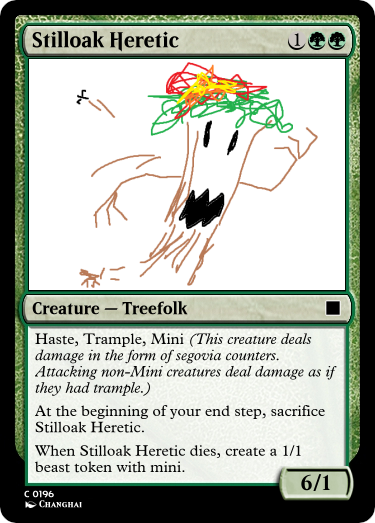 Stilloak Heretic 1
Creature — Treefolk
Haste, Trample, Mini (This creature deals
damage in the form of segovia counters.
Attacking non-Mini creatures deal damage as if
they had trample.)
At the beginning of your end step, sacrifice
Stilloak Heretic.
When Stilloak Heretic dies, create a 1/1
beast token with mini.
6/1
C 0196
Changhai